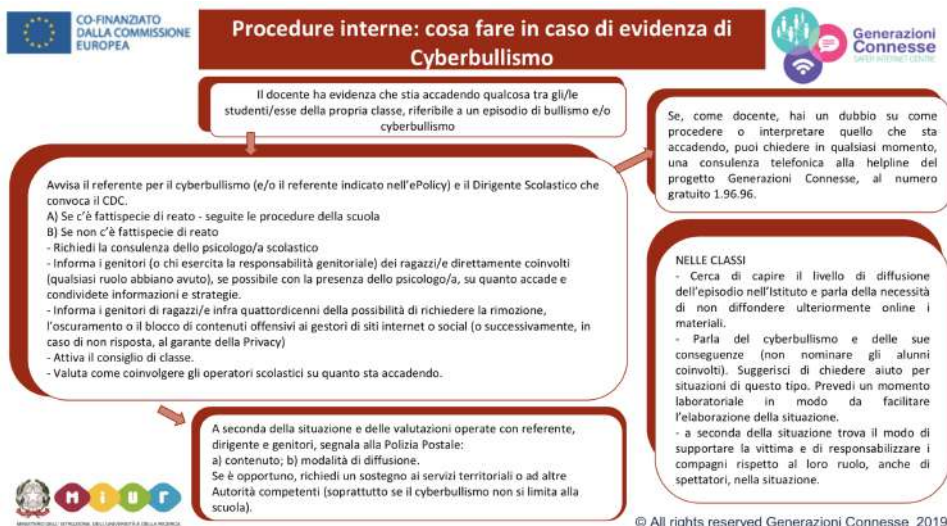 CO-FINANZIATO
DALLA COMMISSIONE
EUROPEA
Procedure interne: cosa fare in caso di evidenza di
Cyberbullismo
Generazioni
Connesse
SAFER INTERNET CENTRE
Il docente ha evidenza che stia accadendo qualcosa tra gli/le
studenti/esse della propria classe, riferibile a un episodio di bullismo e/o
cyberbullismo
Se, come docente, hai un dubbio su come
procedere o interpretare quello che sta
accadendo, puoi chiedere in qualsiasi momento,
una consulenza telefonica alla helpline del
progetto Generazioni Connesse, al numero
gratuito 1.96.96.
Avvisa il referente per il cyberbullismo (e/o il referente indicato nell'ePolicy) e il Dirigente Scolastico che
convoca il CDC.
A) Se c'è fattispecie di reato - seguite le procedure della scuola
B) Se non c'è fattispecie di reato
- Richiedi la consulenza dello psicologo/a scolastico
- Informa i genitori (o chi esercita la responsabilità genitoriale) dei ragazzi/e direttamente coinvolti
(qualsiasi ruolo abbiano avuto), se possibile con la presenza dello psicologo/a, su quanto accade e
condividete informazioni e strategie.
- Informa i genitori di ragazzi/e infra quattordicenni della possibilità di richiedere la rimozione,
l'oscuramento o il blocco di contenuti offensivi ai gestori di siti internet o social (o successivamente, in
caso di non risposta, al garante della Privacy)
- Attiva il consiglio di classe.
- Valuta come coinvolgere gli operatori scolastici su quanto sta accadendo.
NELLE CLASSI
- Cerca di capire il livello di diffusione
dell'episodio nell'Istituto e parla della necessità
di non diffondere ulteriormente online i
materiali.
- Parla del cyberbullismo e delle sue
conseguenze (non nominare gli alunni
coinvolti). Suggerisci di chiedere aiuto per
situazioni di questo tipo. Prevedi un momento
laboratoriale in modo da facilitare
l'elaborazione della situazione.
- a seconda della situazione trova il modo di
supportare la vittima e di responsabilizzare i
compagni rispetto al loro ruolo, anche di
spettatori, nella situazione.
A seconda della situazione e delle valutazioni operate con referente,
dirigente e genitori, segnala alla Polizia Postale:
a) contenuto; b) modalità di diffusione.
Se è opportuno, richiedi un sostegno ai servizi territoriali o ad altre
Autorità competenti (soprattutto se il cyberbullismo non si limita alla
scuola).
MIUR
MINISTERO DELL'ISTRUZIONE, DELL'UNIVERSITÀ E DELLA RICERCA
© All rights reserved Generazioni Connesse 2019